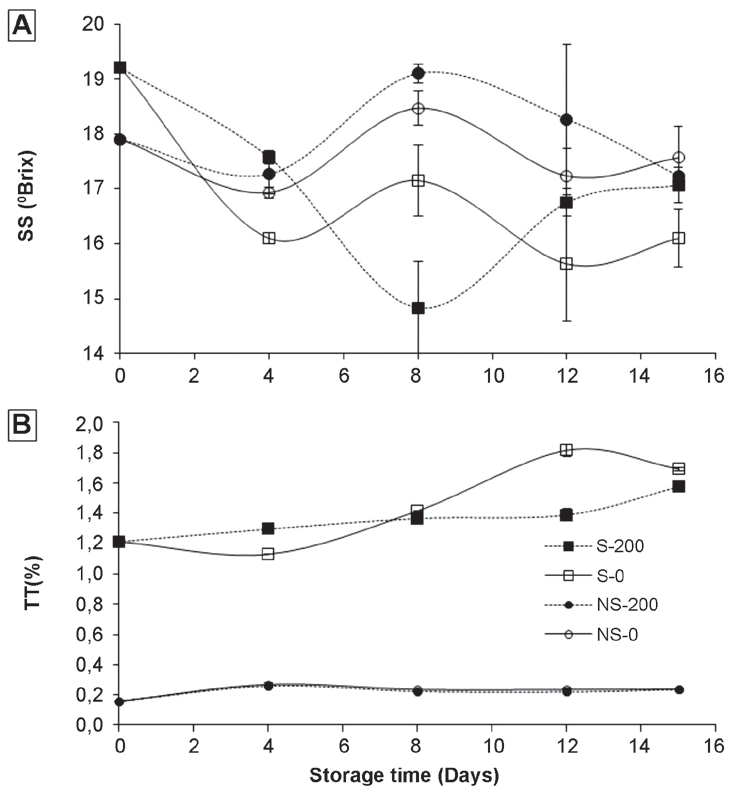 A
20
19
18
17
16
15
14
SS (⁰Brix)
0 2 4 6 8 10 12 14 16
B
2,0
1,8
1,6
1,4
1,2
1,0
0,8
0,6
0,4
0,2
0,0
TT(%)
S-200
S-0
NS-200
NS-0
0 2 4 6 8 10 12 14 16
Storage time (Days)